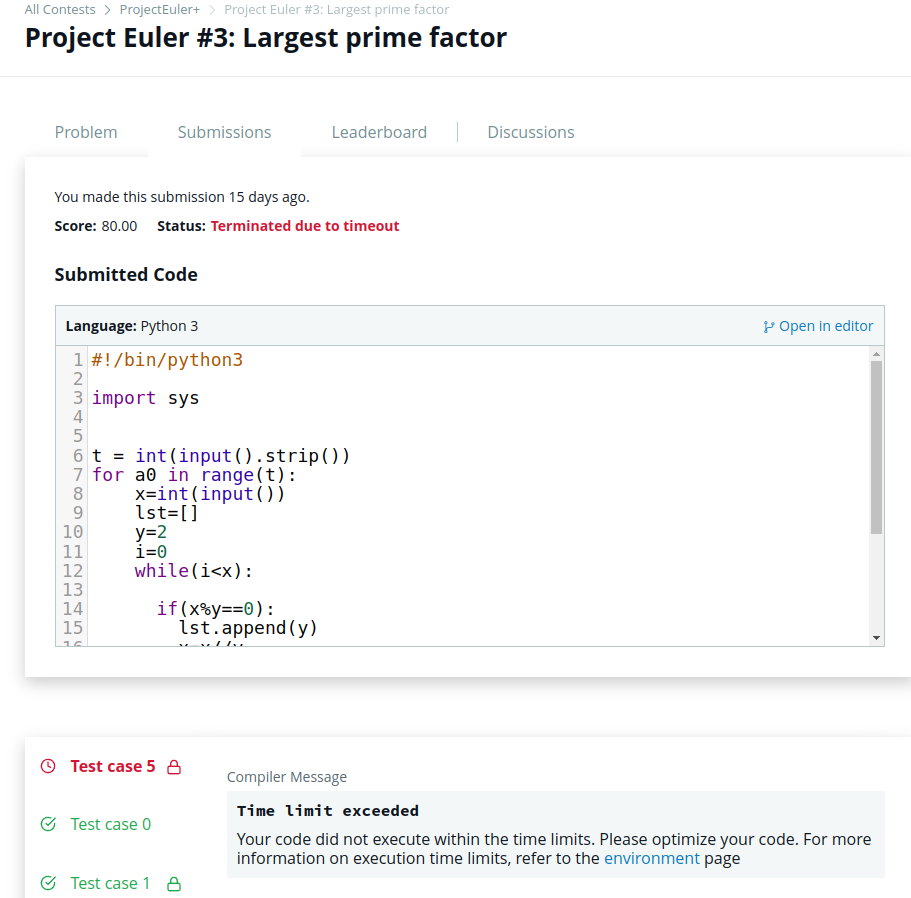 All Contests > ProjectEuler+ > Project Euler #3: Largest prime factor
Project Euler #3: Largest prime factor
Problem Submissions Leaderboard Discussions
You made this submission 15 days ago.
Score: 80.00 Status: Terminated due to timeout
Submitted Code
Language: Python 3 Open in editor
1 #!/bin/python3
2
3 import sys
4
5
6 t = int(input().strip())
7 for a0 in range(t):
8     x=int(input())
9     lst=[]
10     y=2
11     i=0
12     while(i<x):
13
14       if(x%y==0):
15         lst.append(y)
16         x=x//y
Test case 5
Compiler Message
Time limit exceeded
Test case 0
Your code did not execute within the time limits. Please optimize your code. For more
information on execution time limits, refer to the environment page
Test case 1